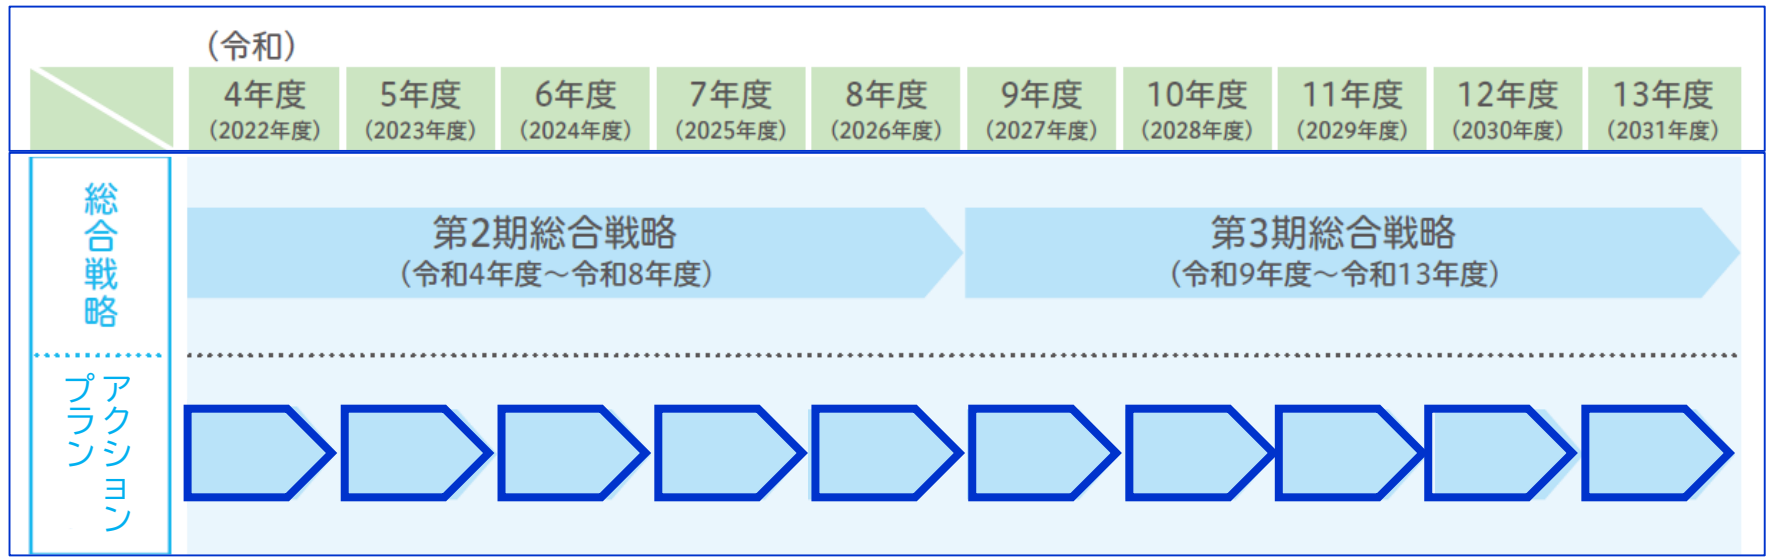 （令和）
4年度
（2022年度）
5年度
（2023年度）
6年度
（2024年度）
7年度
（2025年度）
8年度
（2026年度）
9年度
（2027年度）
10年度
（2028年度）
11年度
（2029年度）
12年度
（2030年度）
13年度
（2031年度）
総合戦略
第2期総合戦略
（令和4年度～令和8年度）
第3期総合戦略
（令和9年度～令和13年度）
アクション
プラン